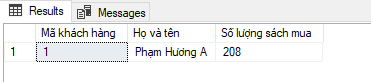 Results Messages
Mã khách hàng Họ và tên Số lượng sách mua
1 1 Phạm Hương A 208